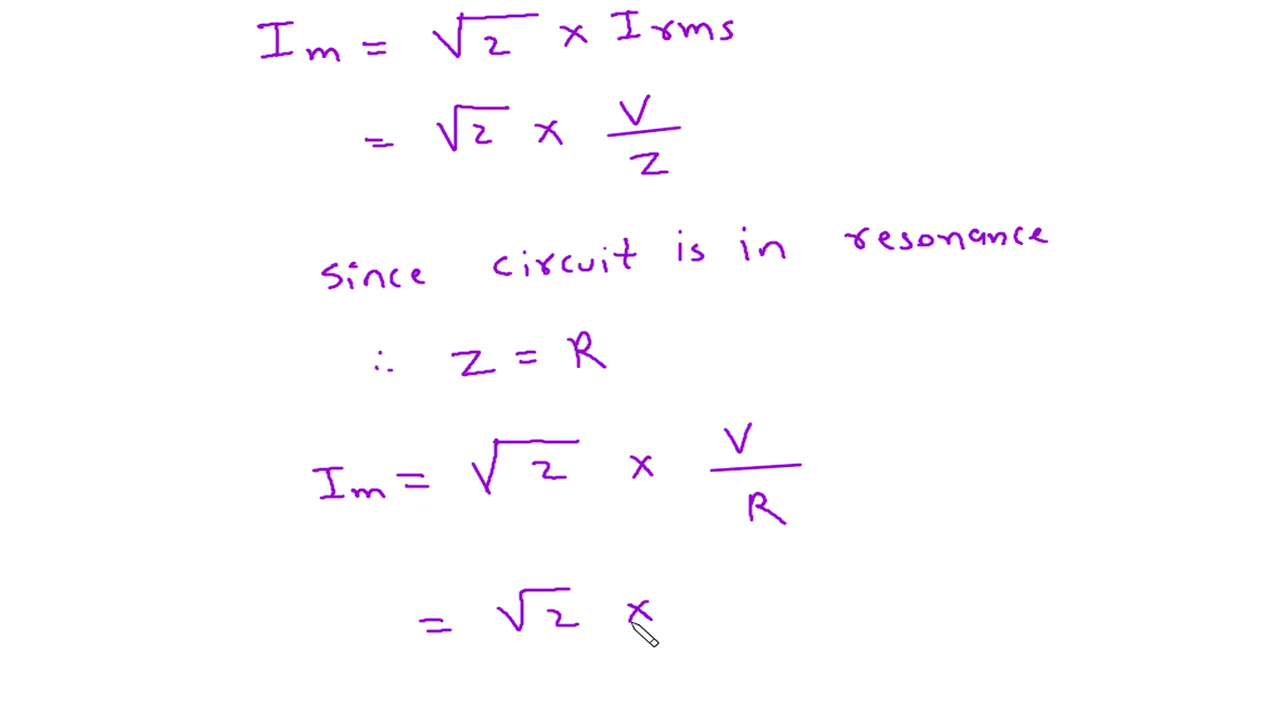 Im = √2 × Irms
= √2 × V/Z
since circuit is in resonance
∴ Z = R
Im = √2 × V/R
= √2 ×